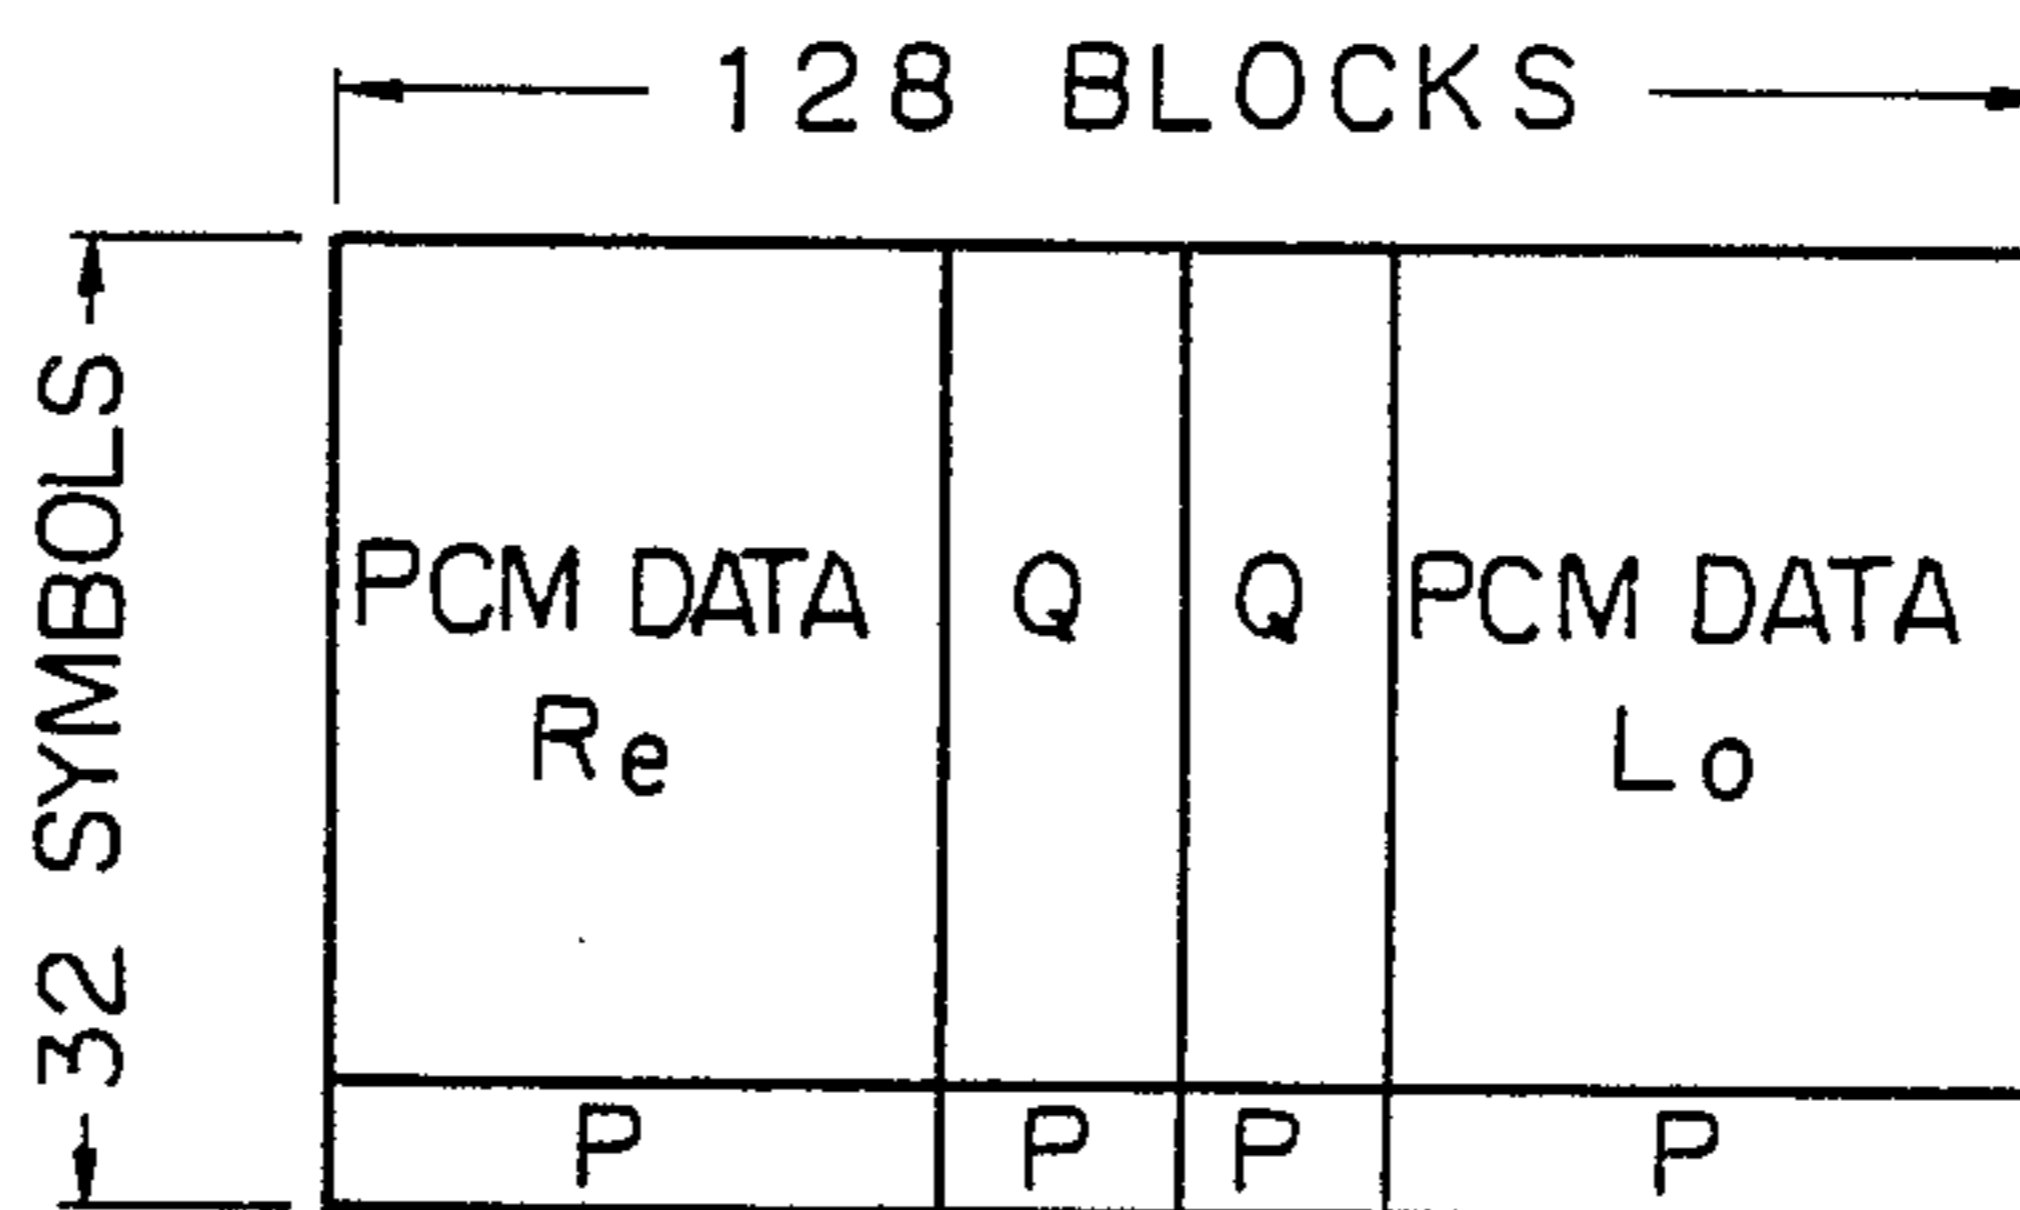 128 BLOCKS
32 SYMBOLS
PCM DATA Q Q PCM DATA
Re Lo
P P P P